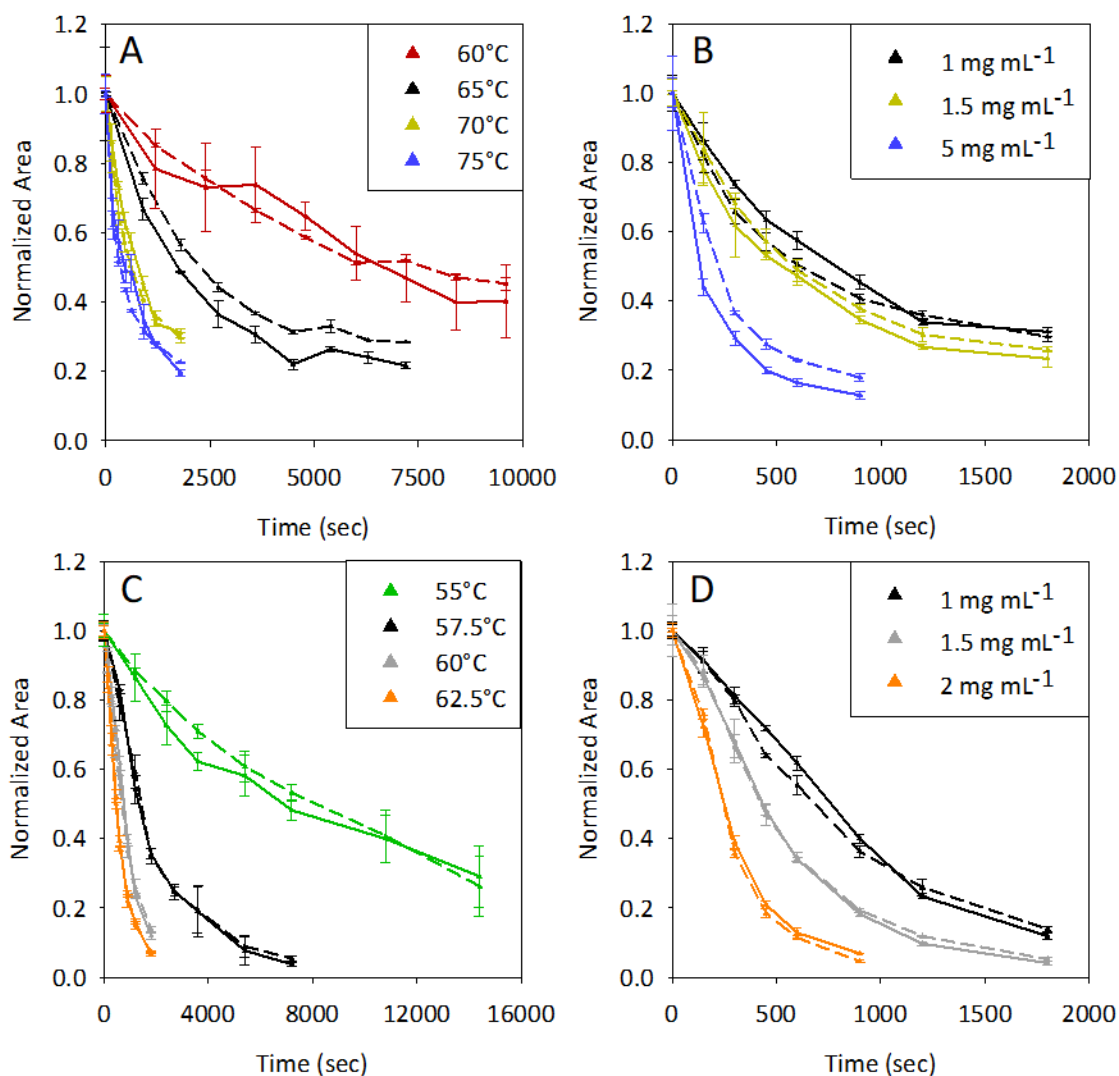 A
Normalized Area
1.2
1.0
0.8
0.6
0.4
0.2
0.0
60°C
65°C
70°C
75°C
0 2500 5000 7500 10000
Time (sec)
B
Normalized Area
1.2
1.0
0.8
0.6
0.4
0.2
0.0
1 mg mL-1
1.5 mg mL-1
5 mg mL-1
0 500 1000 1500 2000
Time (sec)
C
Normalized Area
1.2
1.0
0.8
0.6
0.4
0.2
0.0
55°C
57.5°C
60°C
62.5°C
0 4000 8000 12000 16000
Time (sec)
D
Normalized Area
1.2
1.0
0.8
0.6
0.4
0.2
0.0
1 mg mL-1
1.5 mg mL-1
2 mg mL-1
0 500 1000 1500 2000
Time (sec)